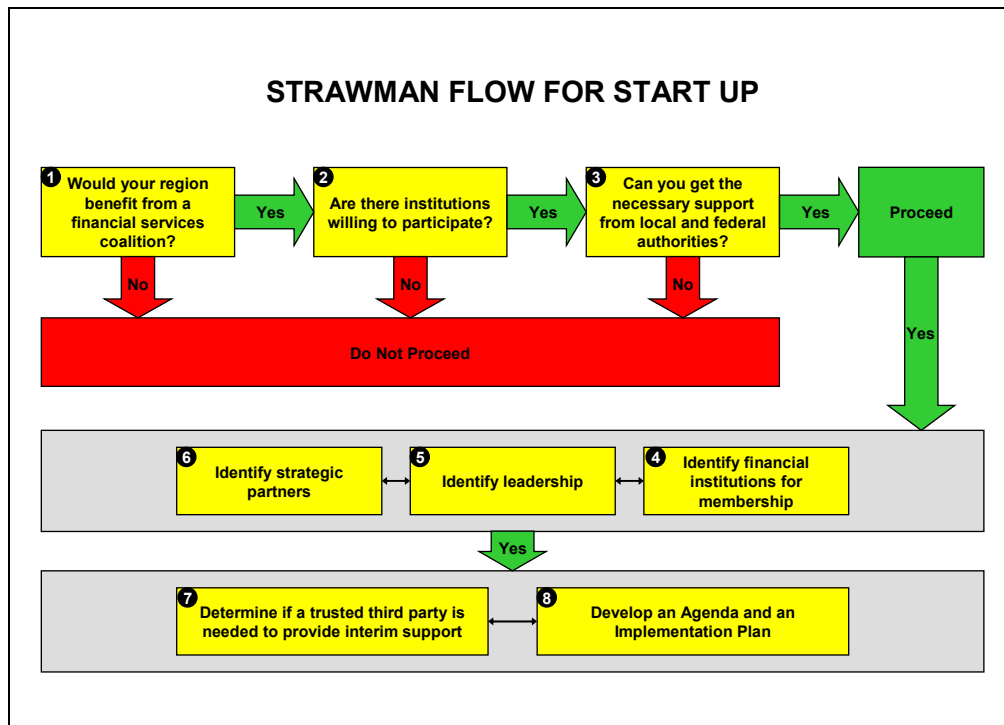 STRAWMAN FLOW FOR START UP
1
Would your region
benefit from a
financial services
coalition?
Yes
2
Are there institutions
willing to participate?
Yes
3
Can you get the
necessary support
from local and federal
authorities?
Yes
Proceed
No
No
No
Yes
Do Not Proceed
6
Identify strategic
partners
5
Identify leadership
4
Identify financial
institutions for
membership
Yes
7
Determine if a trusted third party is
needed to provide interim support
8
Develop an Agenda and an
Implementation Plan